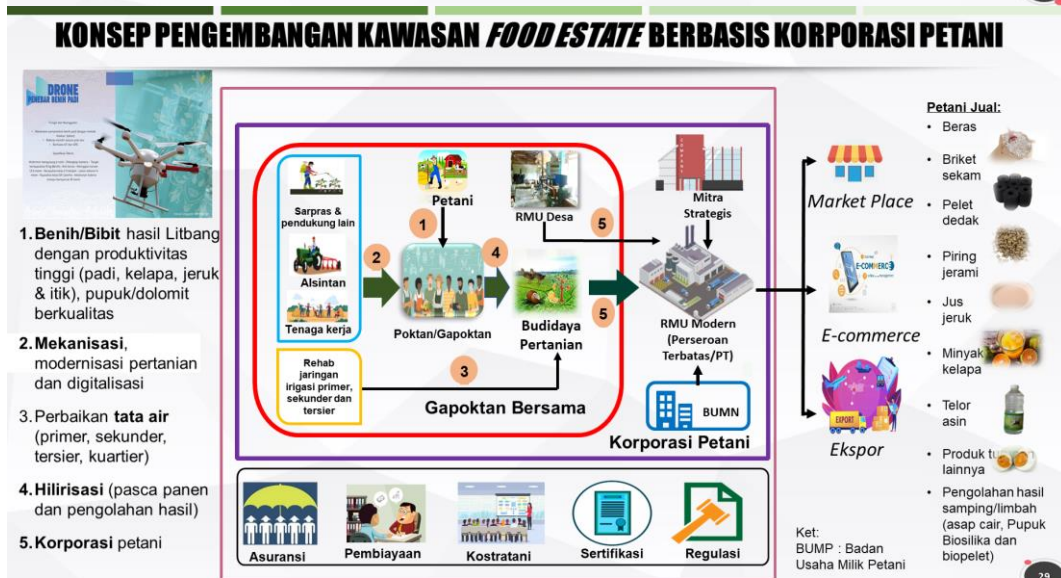 KONSEP PENGEMBANGAN KAWASAN FOOD ESTATE BERBASIS KORPORASI PETANI
DRONE
PENEBAR BENIH PADI
1. Benih/Bibit hasil Litbang
dengan produktivitas
tinggi (padi, kelapa, jeruk
& itik), pupuk/dolomit
berkualitas
2. Mekanisasi,
modernisasi pertanian
dan digitalisasi
3. Perbaikan tata air
(primer, sekunder,
tersier, kuartier)
4. Hilirisasi (pasca panen
dan pengolahan hasil)
5. Korporasi petani
Sarpras &
pendukung lain
Alsintan
Tenaga kerja
Rehab
jaringan
irigasi primer,
sekunder dan
tersier
2
Petani
1
Poktan/Gapoktan
4
RMU Desa
5
Budidaya
Pertanian
5
3
Gapoktan Bersama
COMPANY
Mitra
Strategis
RMU Modern
(Perseroan
Terbatas/PT)
BUMN
Korporasi Petani
Asuransi
Pembiayaan
Kostratani
Sertifikasi
Regulasi
Market Place
E-COMMERCE
E-commerce
EXPORT
Ekspor
Petani Jual:
• Beras
• Briket
sekam
• Pelet
dedak
• Piring
jerami
• Jus
jeruk
• Minyak
kelapa
• Telor
asin
• Produk
lainnya
• Pengolahan hasil
samping/limbah
(asap cair, Pupuk
Biosilika dan
biopelet)
Ket:
BUMP : Badan
Usaha Milik Petani
29